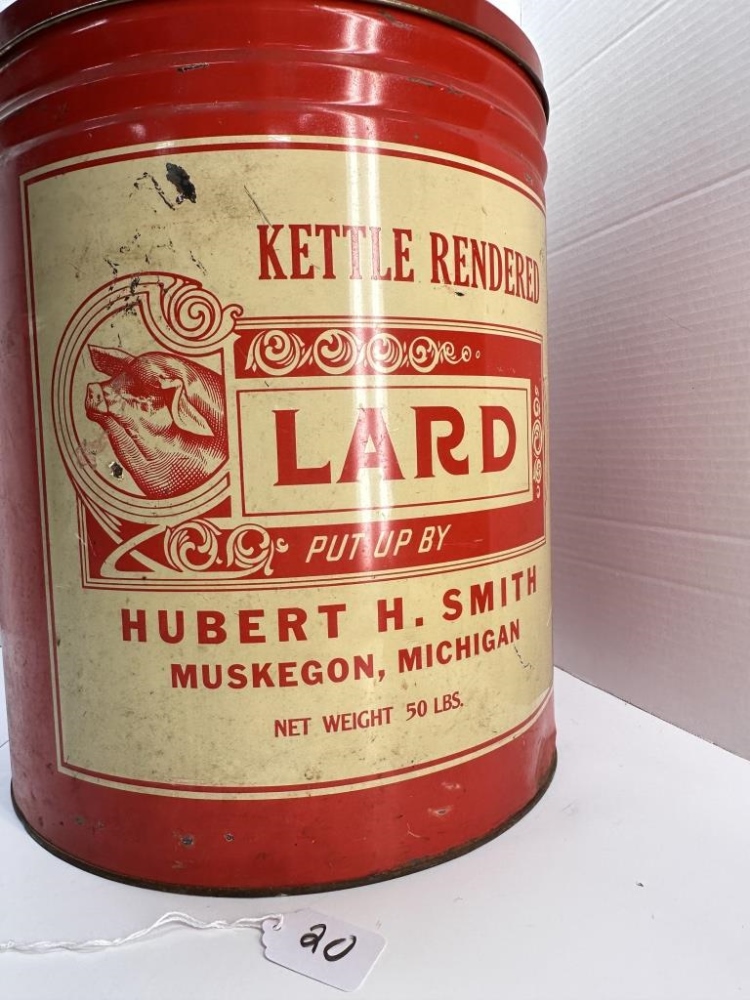 KETTLE RENDERED
LARD
PUT UP BY
HUBERT H. SMITH
MUSKEGON, MICHIGAN
NET WEIGHT 50 LBS.
20